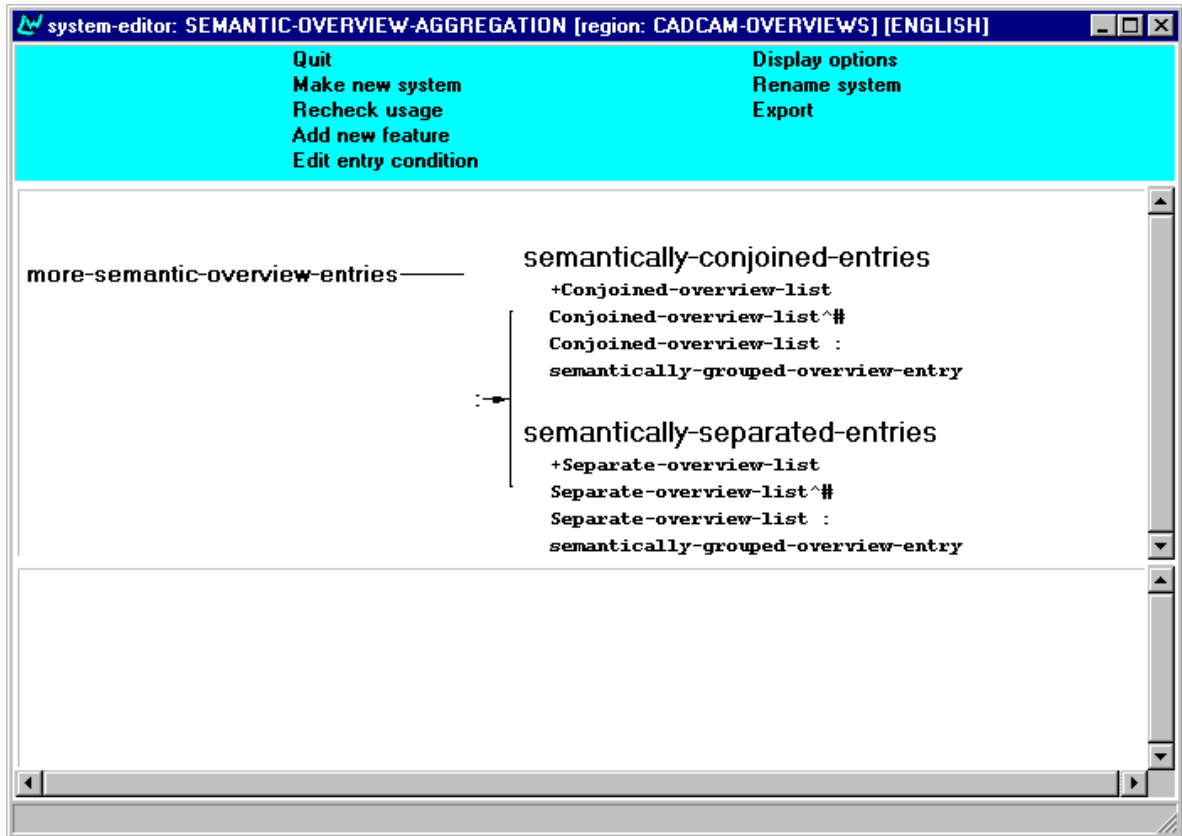 system-editor: SEMANTIC-OVERVIEW-AGGREGATION [region: CADCAM-OVERVIEWS] [ENGLISH]
Quit
Make new system
Recheck usage
Add new feature
Edit entry condition
Display options
Rename system
Export
more-semantic-overview-entries
:
semantically-conjoined-entries
+Conjoined-overview-list
Conjoined-overview-list^#
Conjoined-overview-list :
semantically-grouped-overview-entry
semantically-separated-entries
+Separate-overview-list
Separate-overview-list^#
Separate-overview-list :
semantically-grouped-overview-entry